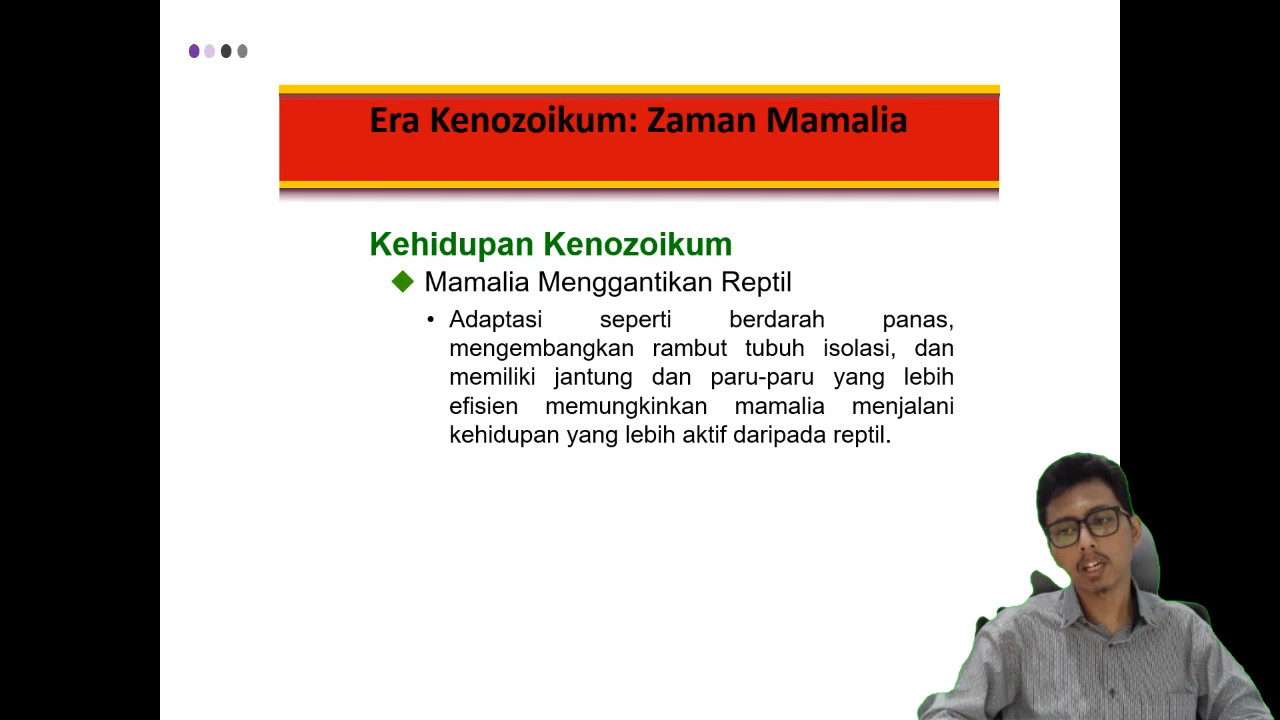 Era Kenozoikum: Zaman Mamalia
Kehidupan Kenozoikum
Mamalia Menggantikan Reptil
• Adaptasi seperti berdarah panas,
mengembangkan rambut tubuh isolasi, dan
memiliki jantung dan paru-paru yang lebih
efisien memungkinkan mamalia menjalani
kehidupan yang lebih aktif daripada reptil.